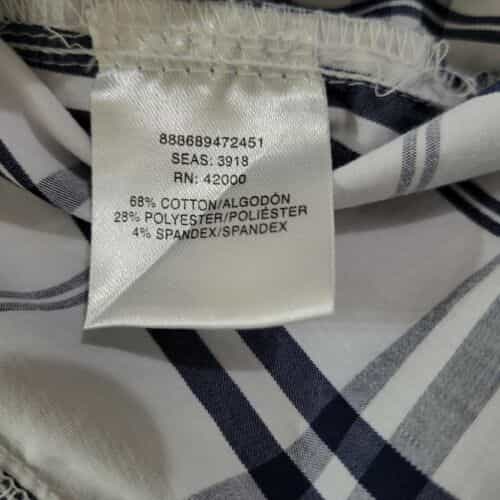 888689472451
SEAS: 3918
RN: 42000
68% COTTON/ALGODÓN
28% POLYESTER/POLIÉSTER
4% SPANDEX/SPANDEX